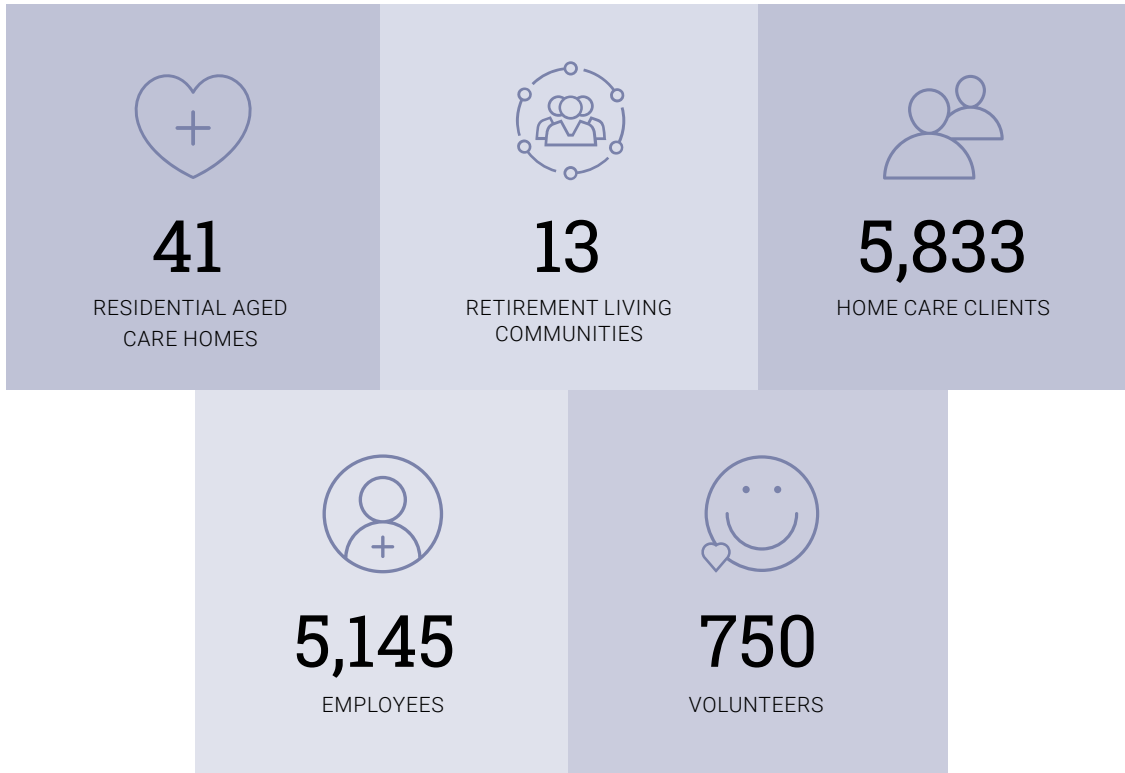 41
RESIDENTIAL AGED
CARE HOMES
13
RETIREMENT LIVING
COMMUNITIES
5,833
HOME CARE CLIENTS
5,145
EMPLOYEES
750
VOLUNTEERS